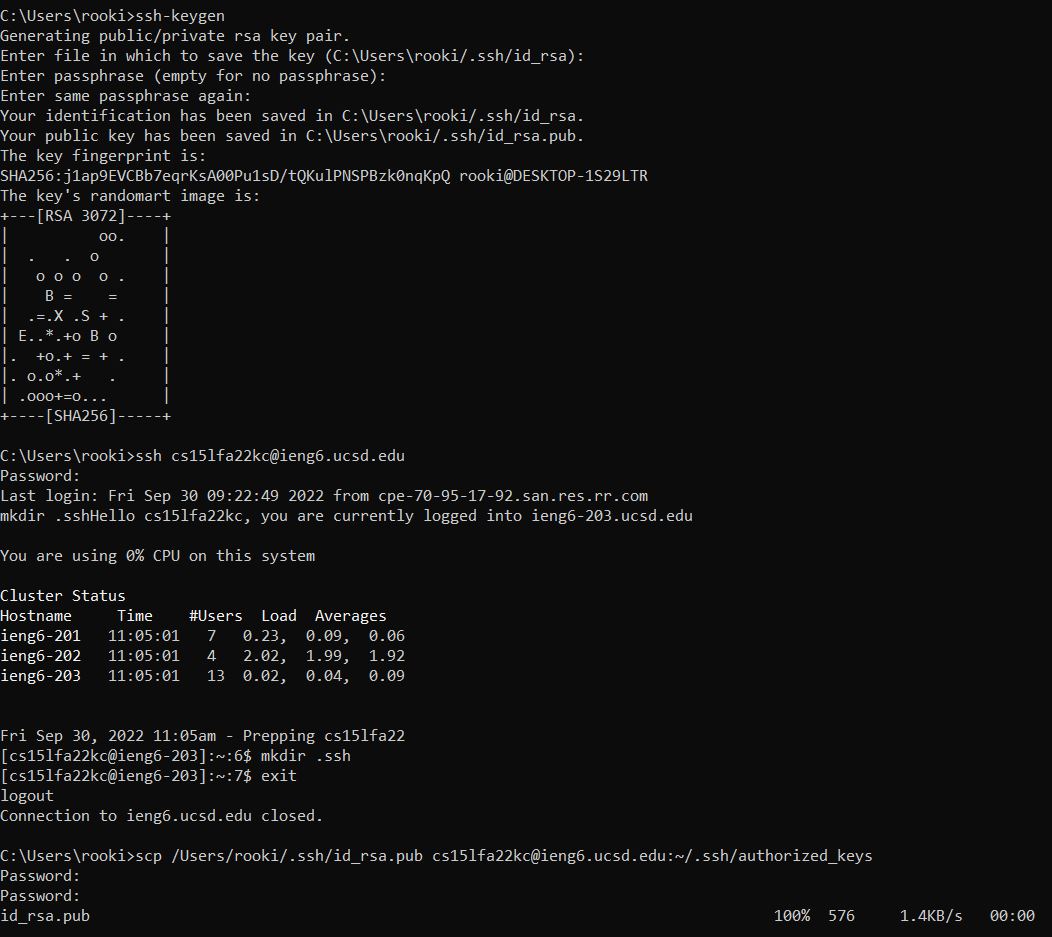 C:\Users\rooki>ssh-keygen
Generating public/private rsa key pair.
Enter file in which to save the key (C:\Users\rooki/.ssh/id_rsa):
Enter passphrase (empty for no passphrase):
Enter same passphrase again:
Your identification has been saved in C:\Users\rooki/.ssh/id_rsa.
Your public key has been saved in C:\Users\rooki/.ssh/id_rsa.pub.
The key fingerprint is:
SHA256:j1ap9EVCBb7eqrKsA00Pu1sD/tQKulPNSPBzk0nqKpQ rooki@DESKTOP-1S29LTR
The key's randomart image is:
+---[RSA 3072]----+
|          oo.    |
|  .   .  o       |
|   o o o  o .    |
|    B =    =     |
|  .=.X .S + .    |
| E..*.+o B o     |
|.  +o.+ = + .    |
|. o.o*.+   .     |
| .ooo+=o...      |
+----[SHA256]-----+
C:\Users\rooki>ssh cs15lfa22kc@ieng6.ucsd.edu
Password:
Last login: Fri Sep 30 09:22:49 2022 from cpe-70-95-17-92.san.res.rr.com
mkdir .sshHello cs15lfa22kc, you are currently logged into ieng6-203.ucsd.edu
You are using 0% CPU on this system
Cluster Status
Hostname     Time    #Users  Load  Averages
ieng6-201   11:05:01   7   0.23,  0.09,  0.06
ieng6-202   11:05:01   4   2.02,  1.99,  1.92
ieng6-203   11:05:01   13  0.02,  0.04,  0.09
Fri Sep 30, 2022 11:05am - Prepping cs15lfa22
[cs15lfa22kc@ieng6-203]:~:6$ mkdir .ssh
[cs15lfa22kc@ieng6-203]:~:7$ exit
logout
Connection to ieng6.ucsd.edu closed.
C:\Users\rooki>scp /Users/rooki/.ssh/id_rsa.pub cs15lfa22kc@ieng6.ucsd.edu:~/.ssh/authorized_keys
Password:
Password:
id_rsa.pub                                                                            100%  576     1.4KB/s   00:00